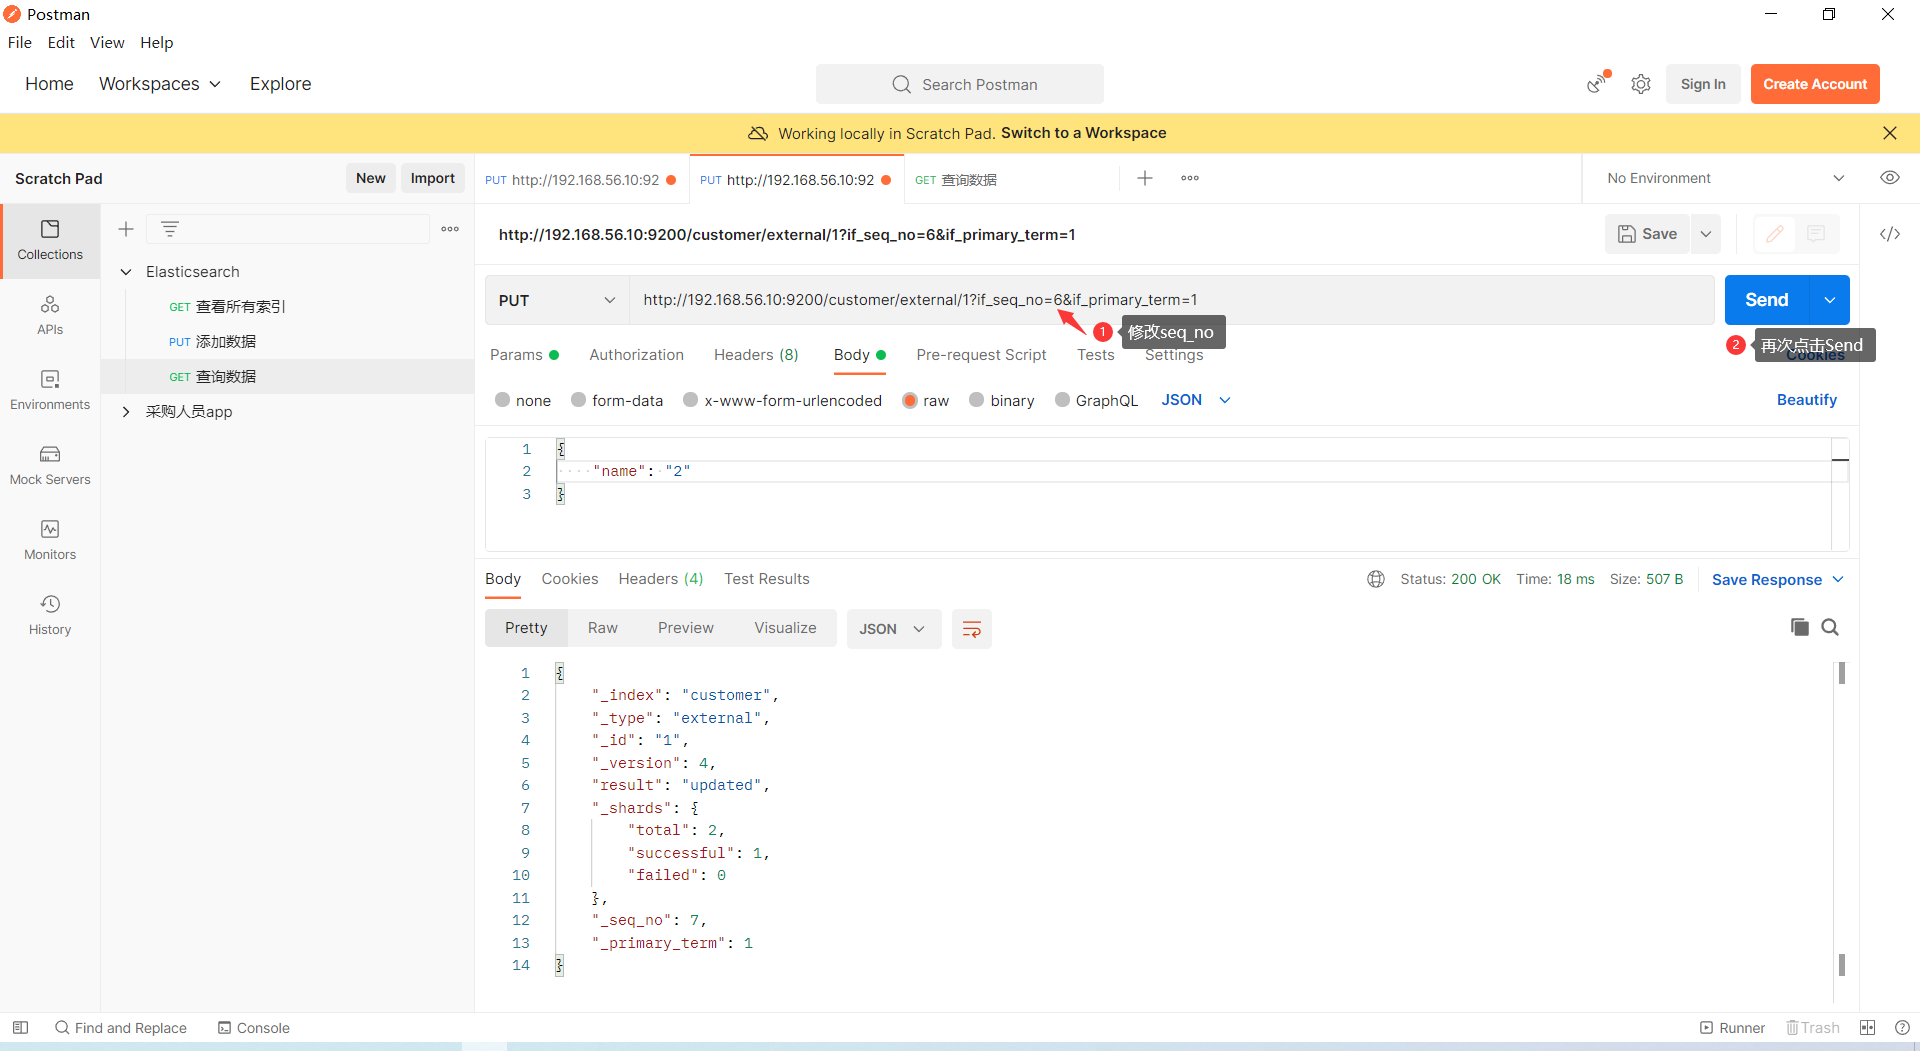 Postman
File Edit View Help
Home Workspaces Explore Search Postman Sign In Create Account
Working locally in Scratch Pad. Switch to a Workspace
Scratch Pad New Import PUT http://192.168.56.10:92 PUT http://192.168.56.10:92 GET 查询数据 No Environment
http://192.168.56.10:9200/customer/external/1?if_seq_no=6&if_primary_term=1 Save
Collections
Elasticsearch
GET 查看所有索引
PUT 添加数据
GET 查询数据
采购人员app
APIs
Environments
Mock Servers
Monitors
History
PUT http://192.168.56.10:9200/customer/external/1?if_seq_no=6&if_primary_term=1 Send
1 修改seq_no
2 再次点击Send
Params Authorization Headers (8) Body Pre-request Script Tests Settings Cookies
none form-data x-www-form-urlencoded raw binary GraphQL JSON Beautify
1 {
2 "name": "2"
3 }
Body Cookies Headers (4) Test Results Status: 200 OK Time: 18 ms Size: 507 B Save Response
Pretty Raw Preview Visualize JSON
1 {
2 "_index": "customer",
3 "_type": "external",
4 "_id": "1",
5 "_version": 4,
6 "result": "updated",
7 "_shards": {
8 "total": 2,
9 "successful": 1,
10 "failed": 0
11 },
12 "_seq_no": 7,
13 "_primary_term": 1
14 }
Find and Replace Console Runner Trash